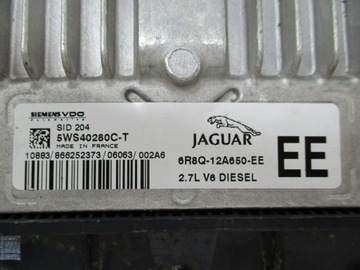 SIEMENS VDO
Automotive
SID 204
5WS40280C-T
MADE IN FRANCE
10883/866252373/06063/002A6
JAGUAR
6R8Q-12A650-EE
2.7L V6 DIESEL
EE